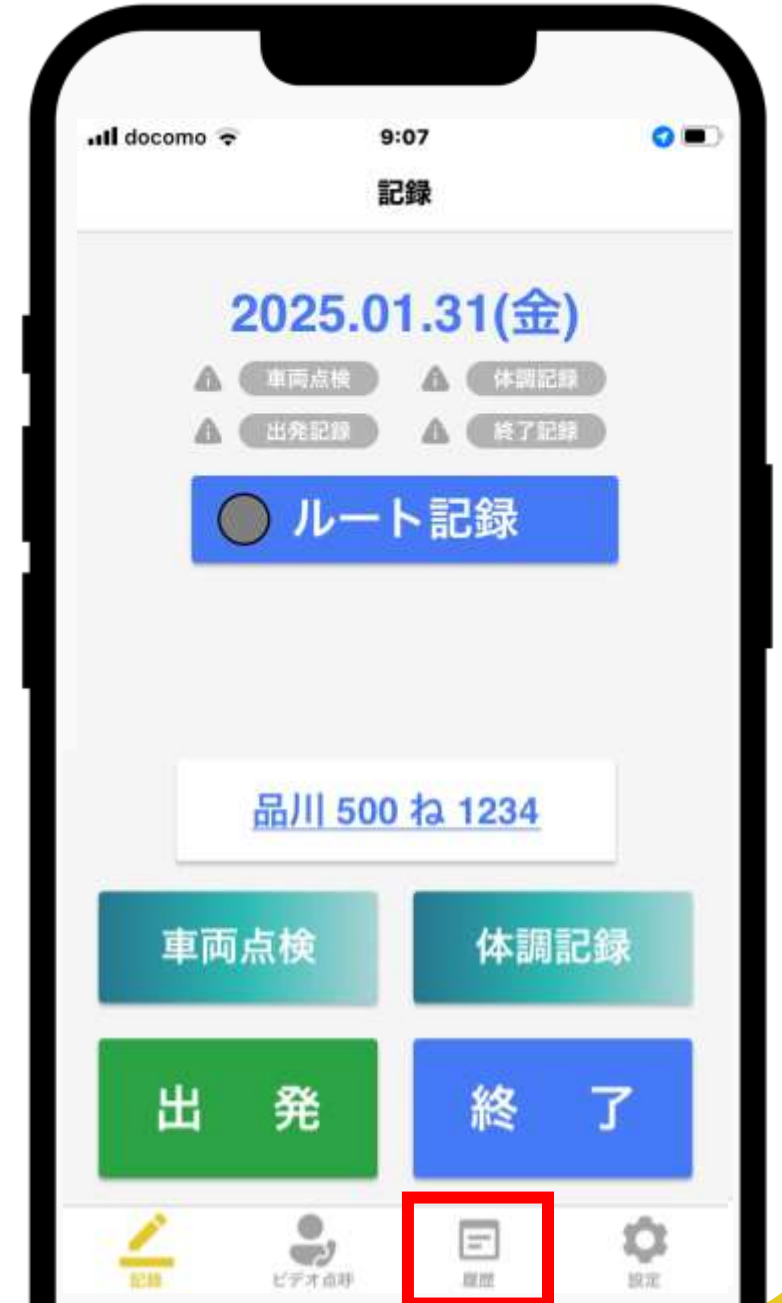 docomo 9:07
記録
2025.01.31(金)
車両点検 体調記録
出発記録 終了記録
ルート記録
品川 500 ね 1234
車両点検 体調記録
出 発 終 了
記録 ビデオ点呼 履歴 設定